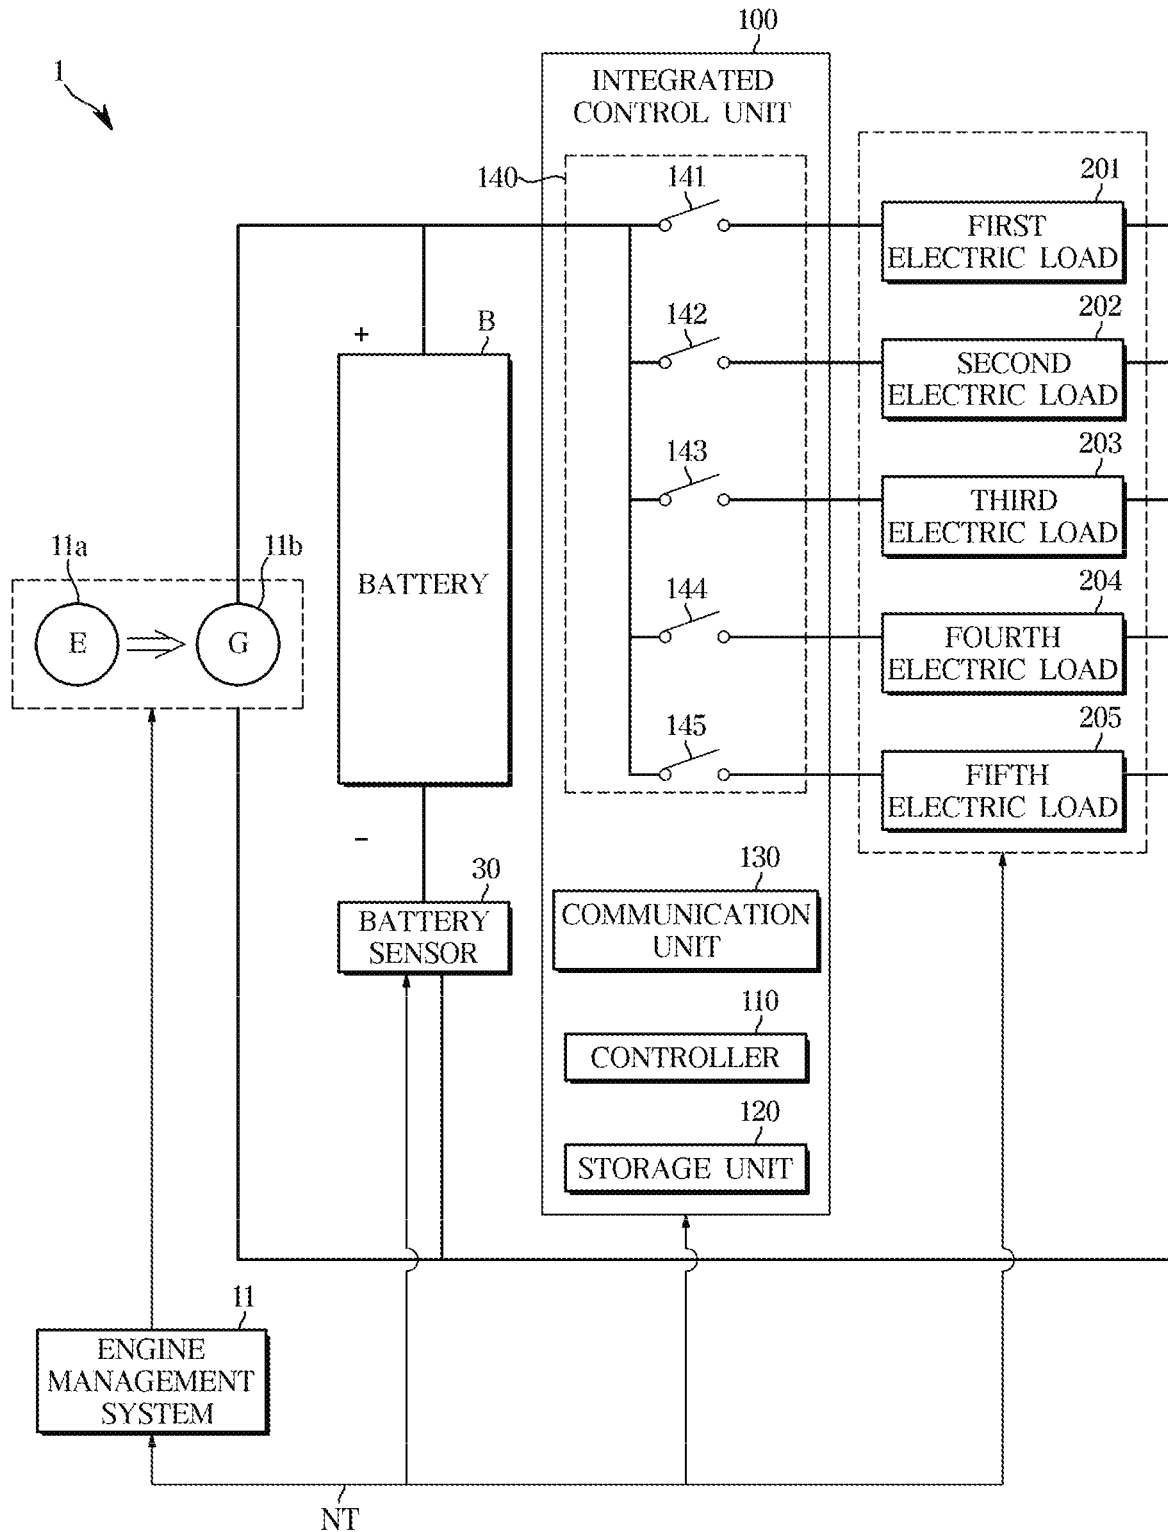 100
1
INTEGRATED
CONTROL UNIT
140
141
201
FIRST
ELECTRIC LOAD
+
B
142
202
SECOND
ELECTRIC LOAD
143
203
THIRD
ELECTRIC LOAD
11a
11b
BATTERY
144
204
E
G
FOURTH
ELECTRIC LOAD
145
205
FIFTH
ELECTRIC LOAD
−
30
BATTERY
SENSOR
130
COMMUNICATION
UNIT
110
CONTROLLER
120
STORAGE UNIT
11
ENGINE
MANAGEMENT
SYSTEM
NT